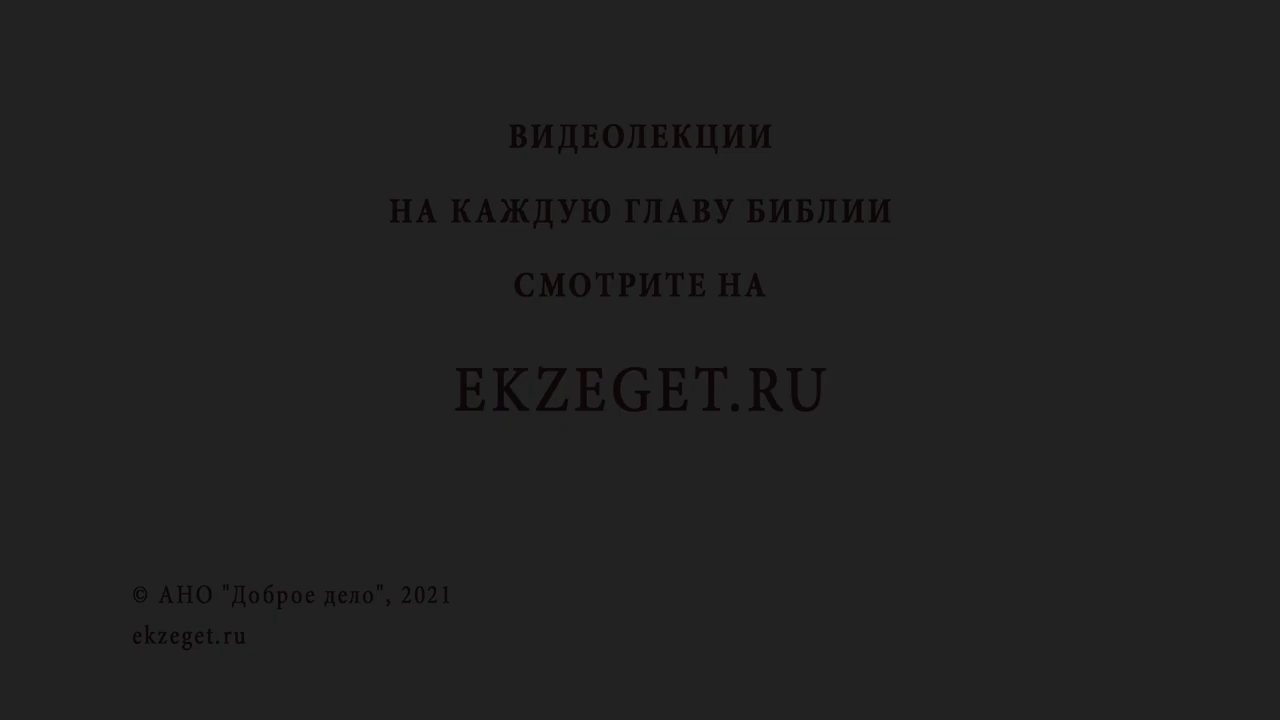 ВИДЕОЛЕКЦИИ
НА КАЖДУЮ ГЛАВУ БИБЛИИ
СМОТРИТЕ НА
EKZEGET.RU
© АНО "Доброе дело", 2021
ekzeget.ru